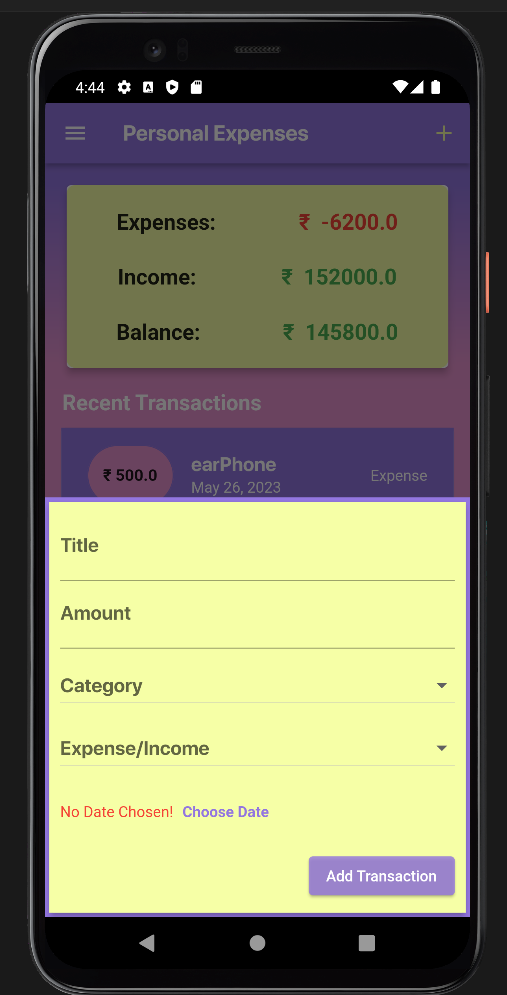 4:44
Personal Expenses
Expenses: ₹ -6200.0
Income: ₹ 152000.0
Balance: ₹ 145800.0
Recent Transactions
₹ 500.0 earPhone Expense
May 26, 2023
Title
Amount
Category
Expense/Income
No Date Chosen! Choose Date
Add Transaction